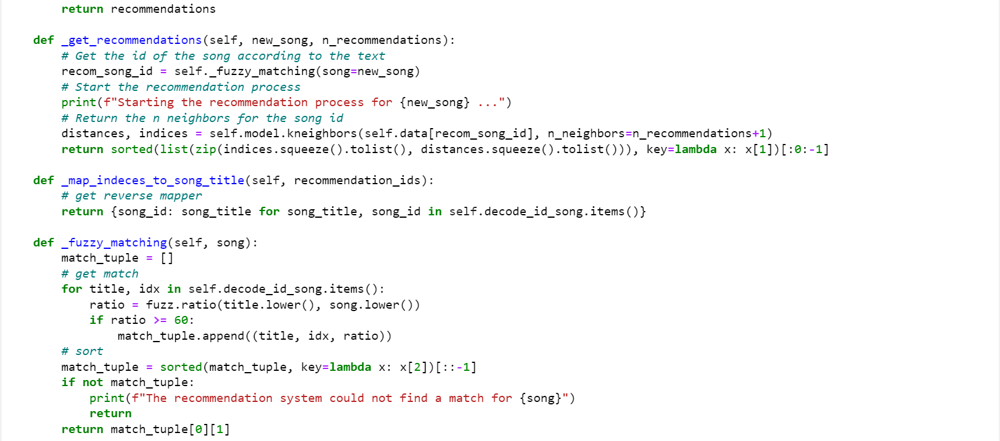 return recommendations

    def _get_recommendations(self, new_song, n_recommendations):
        # Get the id of the song according to the text
        recom_song_id = self._fuzzy_matching(song=new_song)
        # Start the recommendation process
        print(f"Starting the recommendation process for {new_song} ...")
        # Return the n neighbors for the song id
        distances, indices = self.model.kneighbors(self.data[recom_song_id], n_neighbors=n_recommendations+1)
        return sorted(list(zip(indices.squeeze().tolist(), distances.squeeze().tolist())), key=lambda x: x[1])[:0:-1]

    def _map_indeces_to_song_title(self, recommendation_ids):
        # get reverse mapper
        return {song_id: song_title for song_title, song_id in self.decode_id_song.items()}

    def _fuzzy_matching(self, song):
        match_tuple = []
        # get match
        for title, idx in self.decode_id_song.items():
            ratio = fuzz.ratio(title.lower(), song.lower())
            if ratio >= 60:
                match_tuple.append((title, idx, ratio))
        # sort
        match_tuple = sorted(match_tuple, key=lambda x: x[2])[::-1]
        if not match_tuple:
            print(f"The recommendation system could not find a match for {song}")
            return
        return match_tuple[0][1]